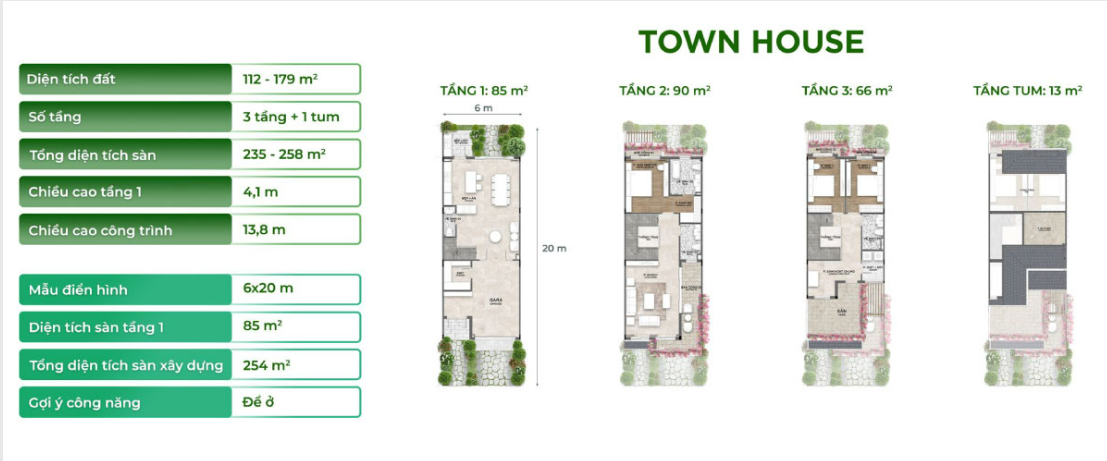 TOWN HOUSE
Diện tích đất 112 - 179 m²
Số tầng 3 tầng + 1 tum
Tổng diện tích sàn 235 - 258 m²
Chiều cao tầng 1 4,1 m
Chiều cao công trình 13,8 m
Mẫu điển hình 6x20 m
Diện tích sàn tầng 1 85 m²
Tổng diện tích sàn xây dựng 254 m²
Gợi ý công năng Để ở
TẦNG 1: 85 m²
6 m
20 m
GARA
TẦNG 2: 90 m²
TẦNG 3: 66 m²
SÂN
TẦNG TUM: 13 m²